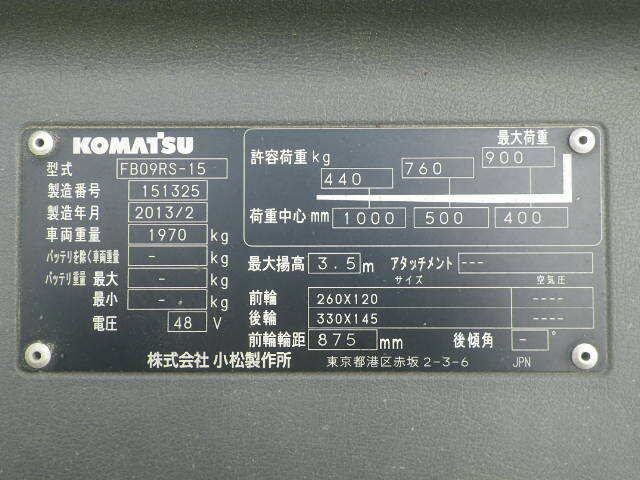 KOMATSU
型式 FB09RS-15
製造番号 151325
製造年月 2013/2
車両重量 1970 kg
バッテリを除く車両重量 - kg
バッテリ重量 最大 - kg
最小 - kg
電圧 48 V
最大荷重
許容荷重 kg 440 760 900
荷重中心 mm 1000 500 400
最大揚高 3.5 m アタッチメント ---
サイズ 空気圧
前輪 260X120 ----
後輪 330X145 ----
前輪輪距 875 mm 後傾角 - °
株式会社 小松製作所 東京都港区赤坂 2-3-6 JPN